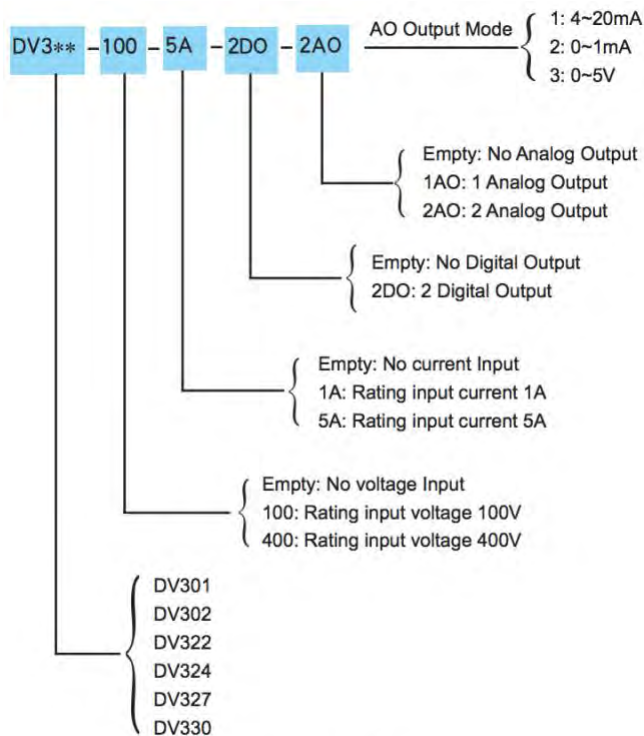 DV3** -100 - 5A - 2DO - 2AO
AO Output Mode
1: 4~20mA
2: 0~1mA
3: 0~5V
Empty: No Analog Output
1AO: 1 Analog Output
2AO: 2 Analog Output
Empty: No Digital Output
2DO: 2 Digital Output
Empty: No current Input
1A: Rating input current 1A
5A: Rating input current 5A
Empty: No voltage Input
100: Rating input voltage 100V
400: Rating input voltage 400V
DV301
DV302
DV322
DV324
DV327
DV330